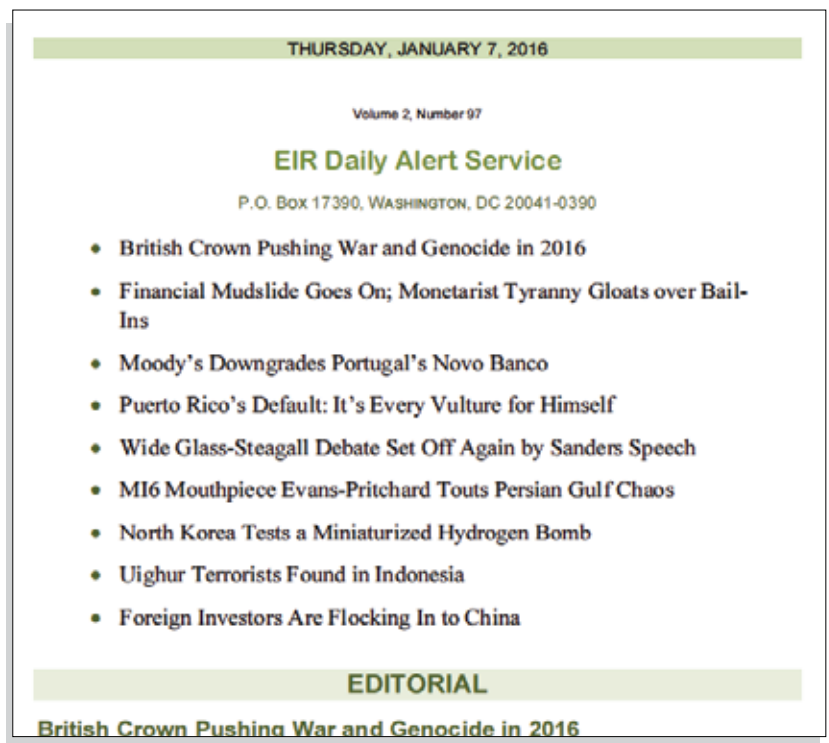 THURSDAY, JANUARY 7, 2016
Volume 2, Number 97
EIR Daily Alert Service
P.O. BOX 17390, WASHINGTON, DC 20041-0390
• British Crown Pushing War and Genocide in 2016
• Financial Mudslide Goes On; Monetarist Tyranny Gloats over Bail-
Ins
• Moody's Downgrades Portugal's Novo Banco
• Puerto Rico's Default: It's Every Vulture for Himself
• Wide Glass-Steagall Debate Set Off Again by Sanders Speech
• MI6 Mouthpiece Evans-Pritchard Touts Persian Gulf Chaos
• North Korea Tests a Miniaturized Hydrogen Bomb
• Uighur Terrorists Found in Indonesia
• Foreign Investors Are Flocking In to China
EDITORIAL
British Crown Pushing War and Genocide in 2016